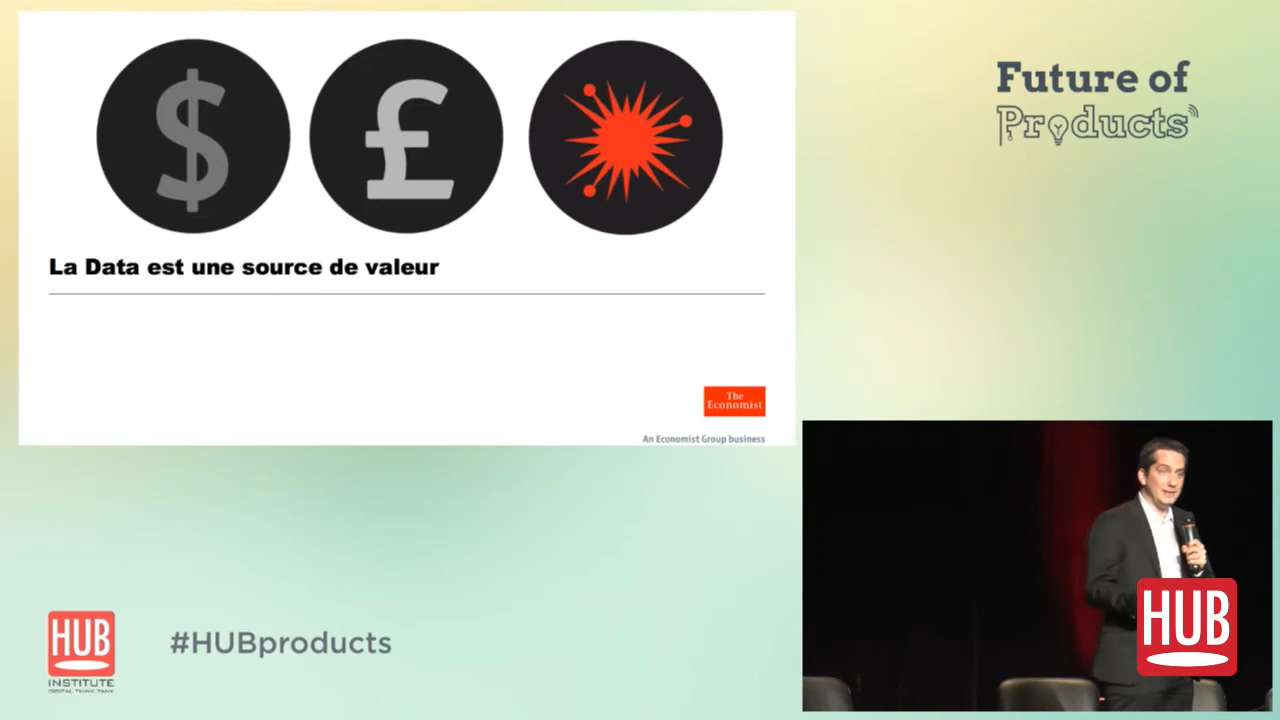 $ £
Future of
Products
La Data est une source de valeur
The
Economist
An Economist Group business
HUB
INSTITUTE
DIGITAL THINK TANK
#HUBproducts
HUB